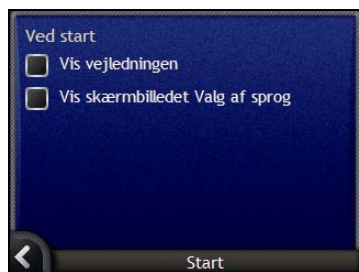 Ved start
Vis vejledningen
Vis skærmbilledet Valg af sprog
Start